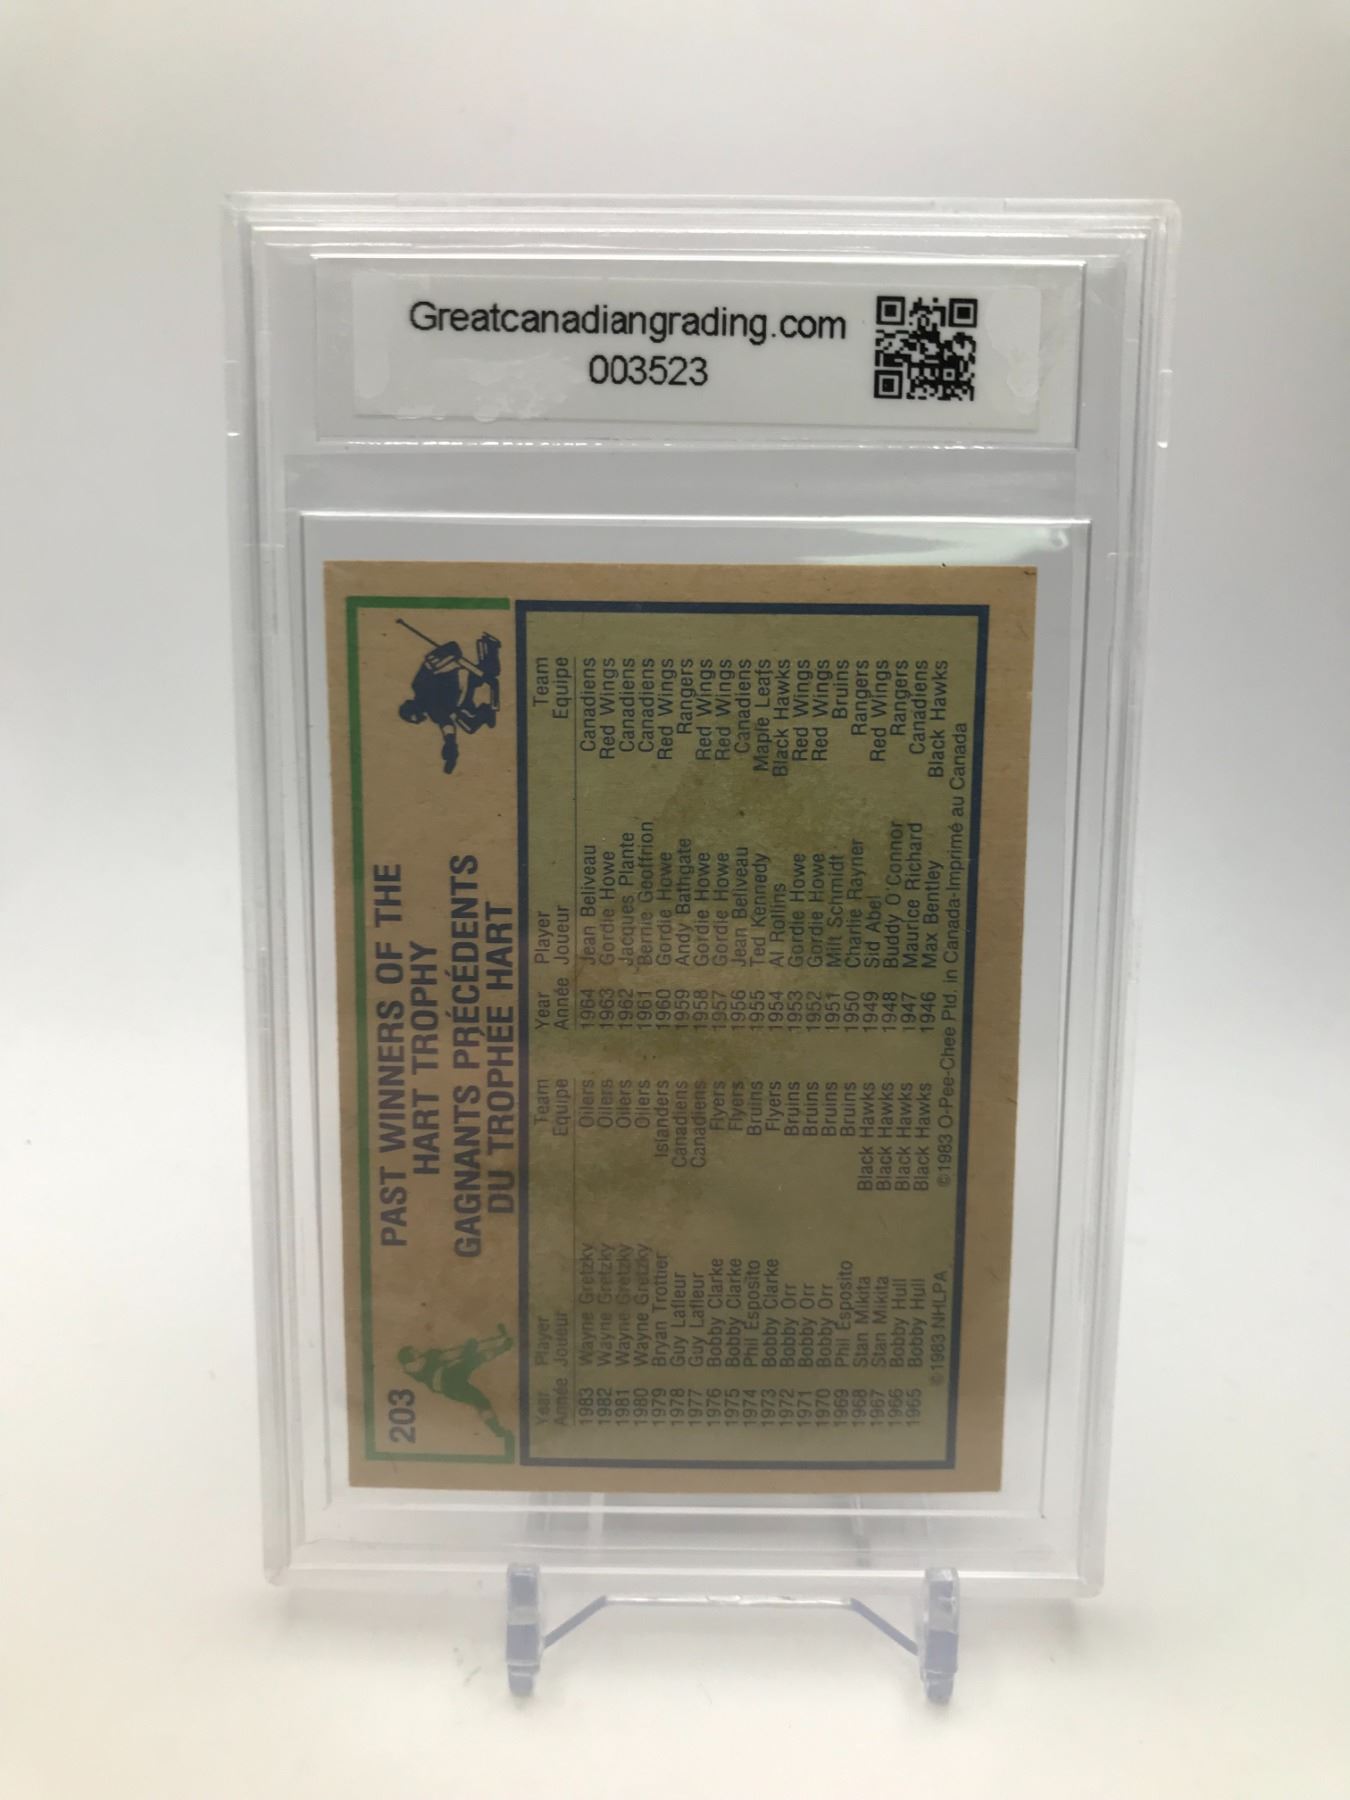 Greatcanadiangrading.com
003523
203
PAST WINNERS OF THE
HART TROPHY
GAGNANTS PRÉCÉDENTS
DU TROPHÉE HART
Year Player Team Year Player Team
Année Joueur Equipe Année Joueur Equipe
1983 Wayne Gretzky Oilers 1964 Jean Beliveau Canadiens
1982 Wayne Gretzky Oilers 1963 Gordie Howe Red Wings
1981 Wayne Gretzky Oilers 1962 Jacques Plante Canadiens
1980 Wayne Gretzky Oilers 1961 Bernie Geoffrion Canadiens
1979 Bryan Trottier Islanders 1960 Gordie Howe Red Wings
1978 Guy Lafleur Canadiens 1959 Andy Bathgate Rangers
1977 Guy Lafleur Canadiens 1958 Gordie Howe Red Wings
1976 Bobby Clarke Flyers 1957 Gordie Howe Red Wings
1975 Bobby Clarke Flyers 1956 Jean Beliveau Canadiens
1974 Phil Esposito Bruins 1955 Ted Kennedy Maple Leafs
1973 Bobby Clarke Flyers 1954 Al Rollins Black Hawks
1972 Bobby Orr Bruins 1953 Gordie Howe Red Wings
1971 Bobby Orr Bruins 1952 Gordie Howe Red Wings
1970 Bobby Orr Bruins 1951 Milt Schmidt Bruins
1969 Phil Esposito Bruins 1950 Charlie Rayner Rangers
1968 Stan Mikita Black Hawks 1949 Sid Abel Red Wings
1967 Stan Mikita Black Hawks 1948 Buddy O'Connor Rangers
1966 Bobby Hull Black Hawks 1947 Maurice Richard Canadiens
1965 Bobby Hull Black Hawks 1946 Max Bentley Black Hawks
©1983 NHLPA ©1983 O-Pee-Chee Ptd. in Canada-Imprimé au Canada